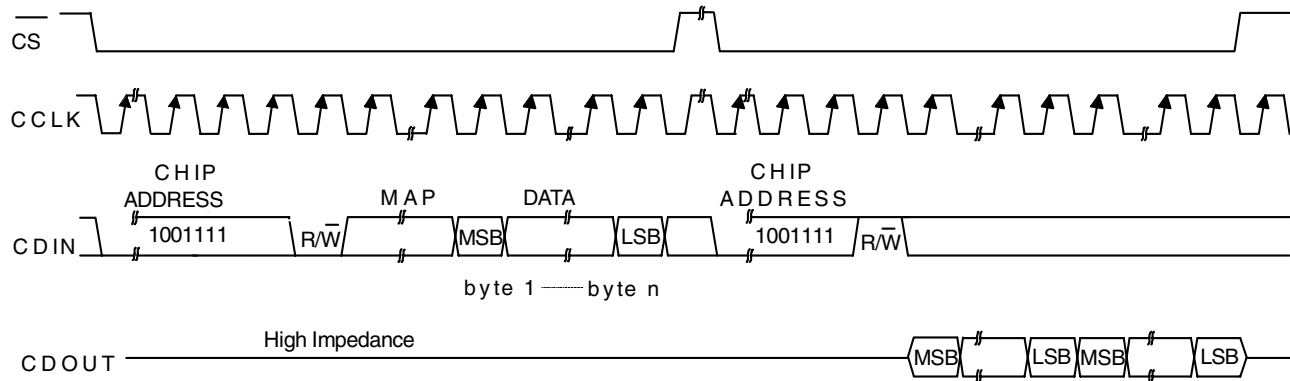 CS
CCLK
CHIP
ADDRESS
MAP
DATA
CHIP
ADDRESS
CDIN
1001111
R/W
MSB
LSB
1001111
R/W
byte 1 byte n
High Impedance
CDOUT
MSB
LSB
MSB
LSB